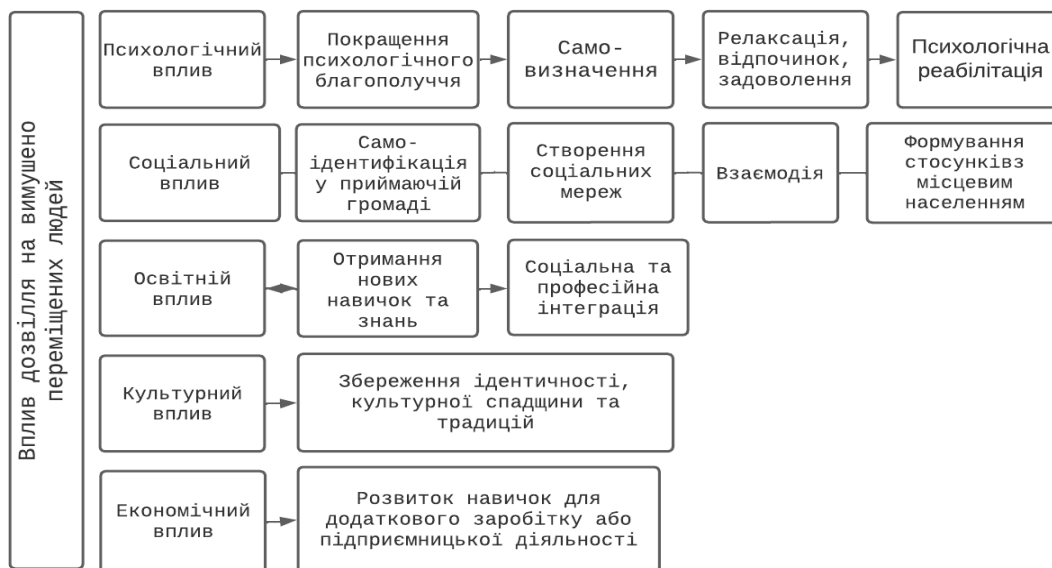 Вплив дозвілля на вимушено
переміщених людей
Психологічний
вплив
Покращення
психологічного
благополуччя
Само-
визначення
Релаксація,
відпочинок,
задоволення
Психологічна
реабілітація
Соціальний
вплив
Само-
ідентифікація
у приймаючій
громаді
Створення
соціальних
мереж
Взаємодія
Формування
стосунківз
місцевим
населенням
Освітній
вплив
Отримання
нових
навичок та
знань
Соціальна та
професійна
інтеграція
Культурний
вплив
Збереження ідентичності,
культурної спадщини та
традицій
Економічний
вплив
Розвиток навичок для
додаткового заробітку або
підприємницької діяльності